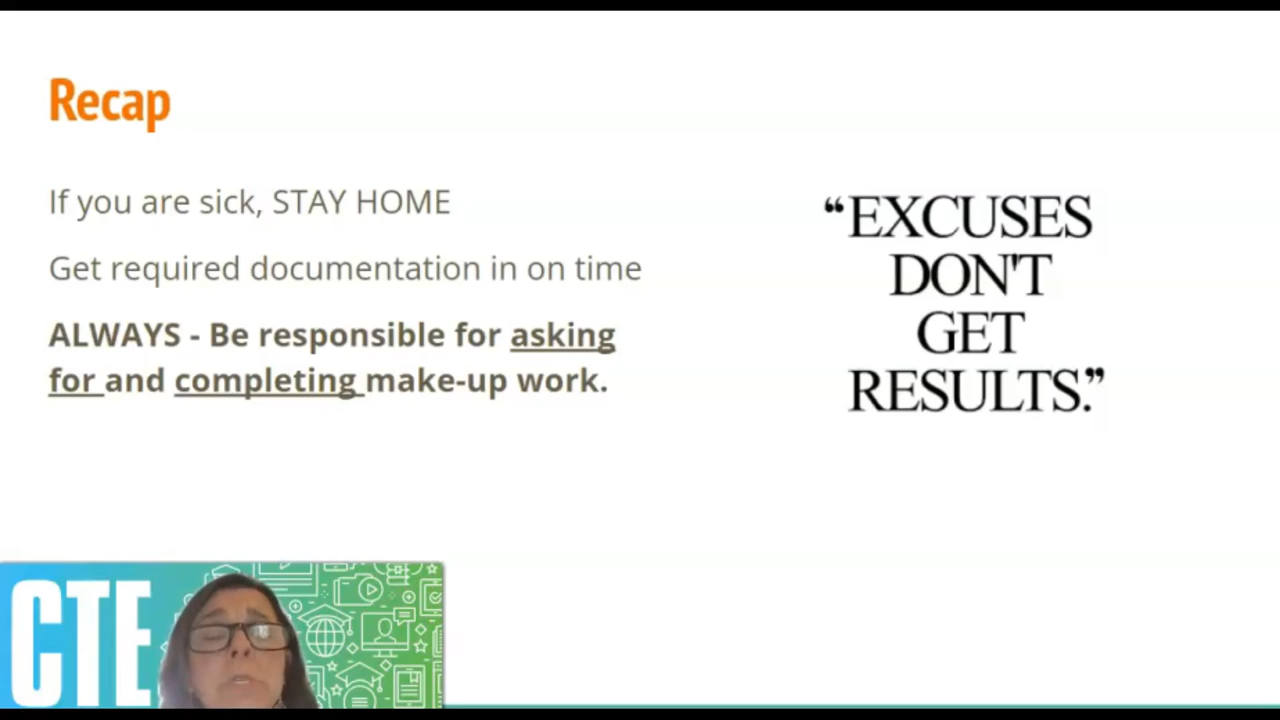 Recap
If you are sick, STAY HOME
Get required documentation in on time
ALWAYS - Be responsible for asking
for and completing make-up work.
“EXCUSES
DON'T
GET
RESULTS.”
CTE